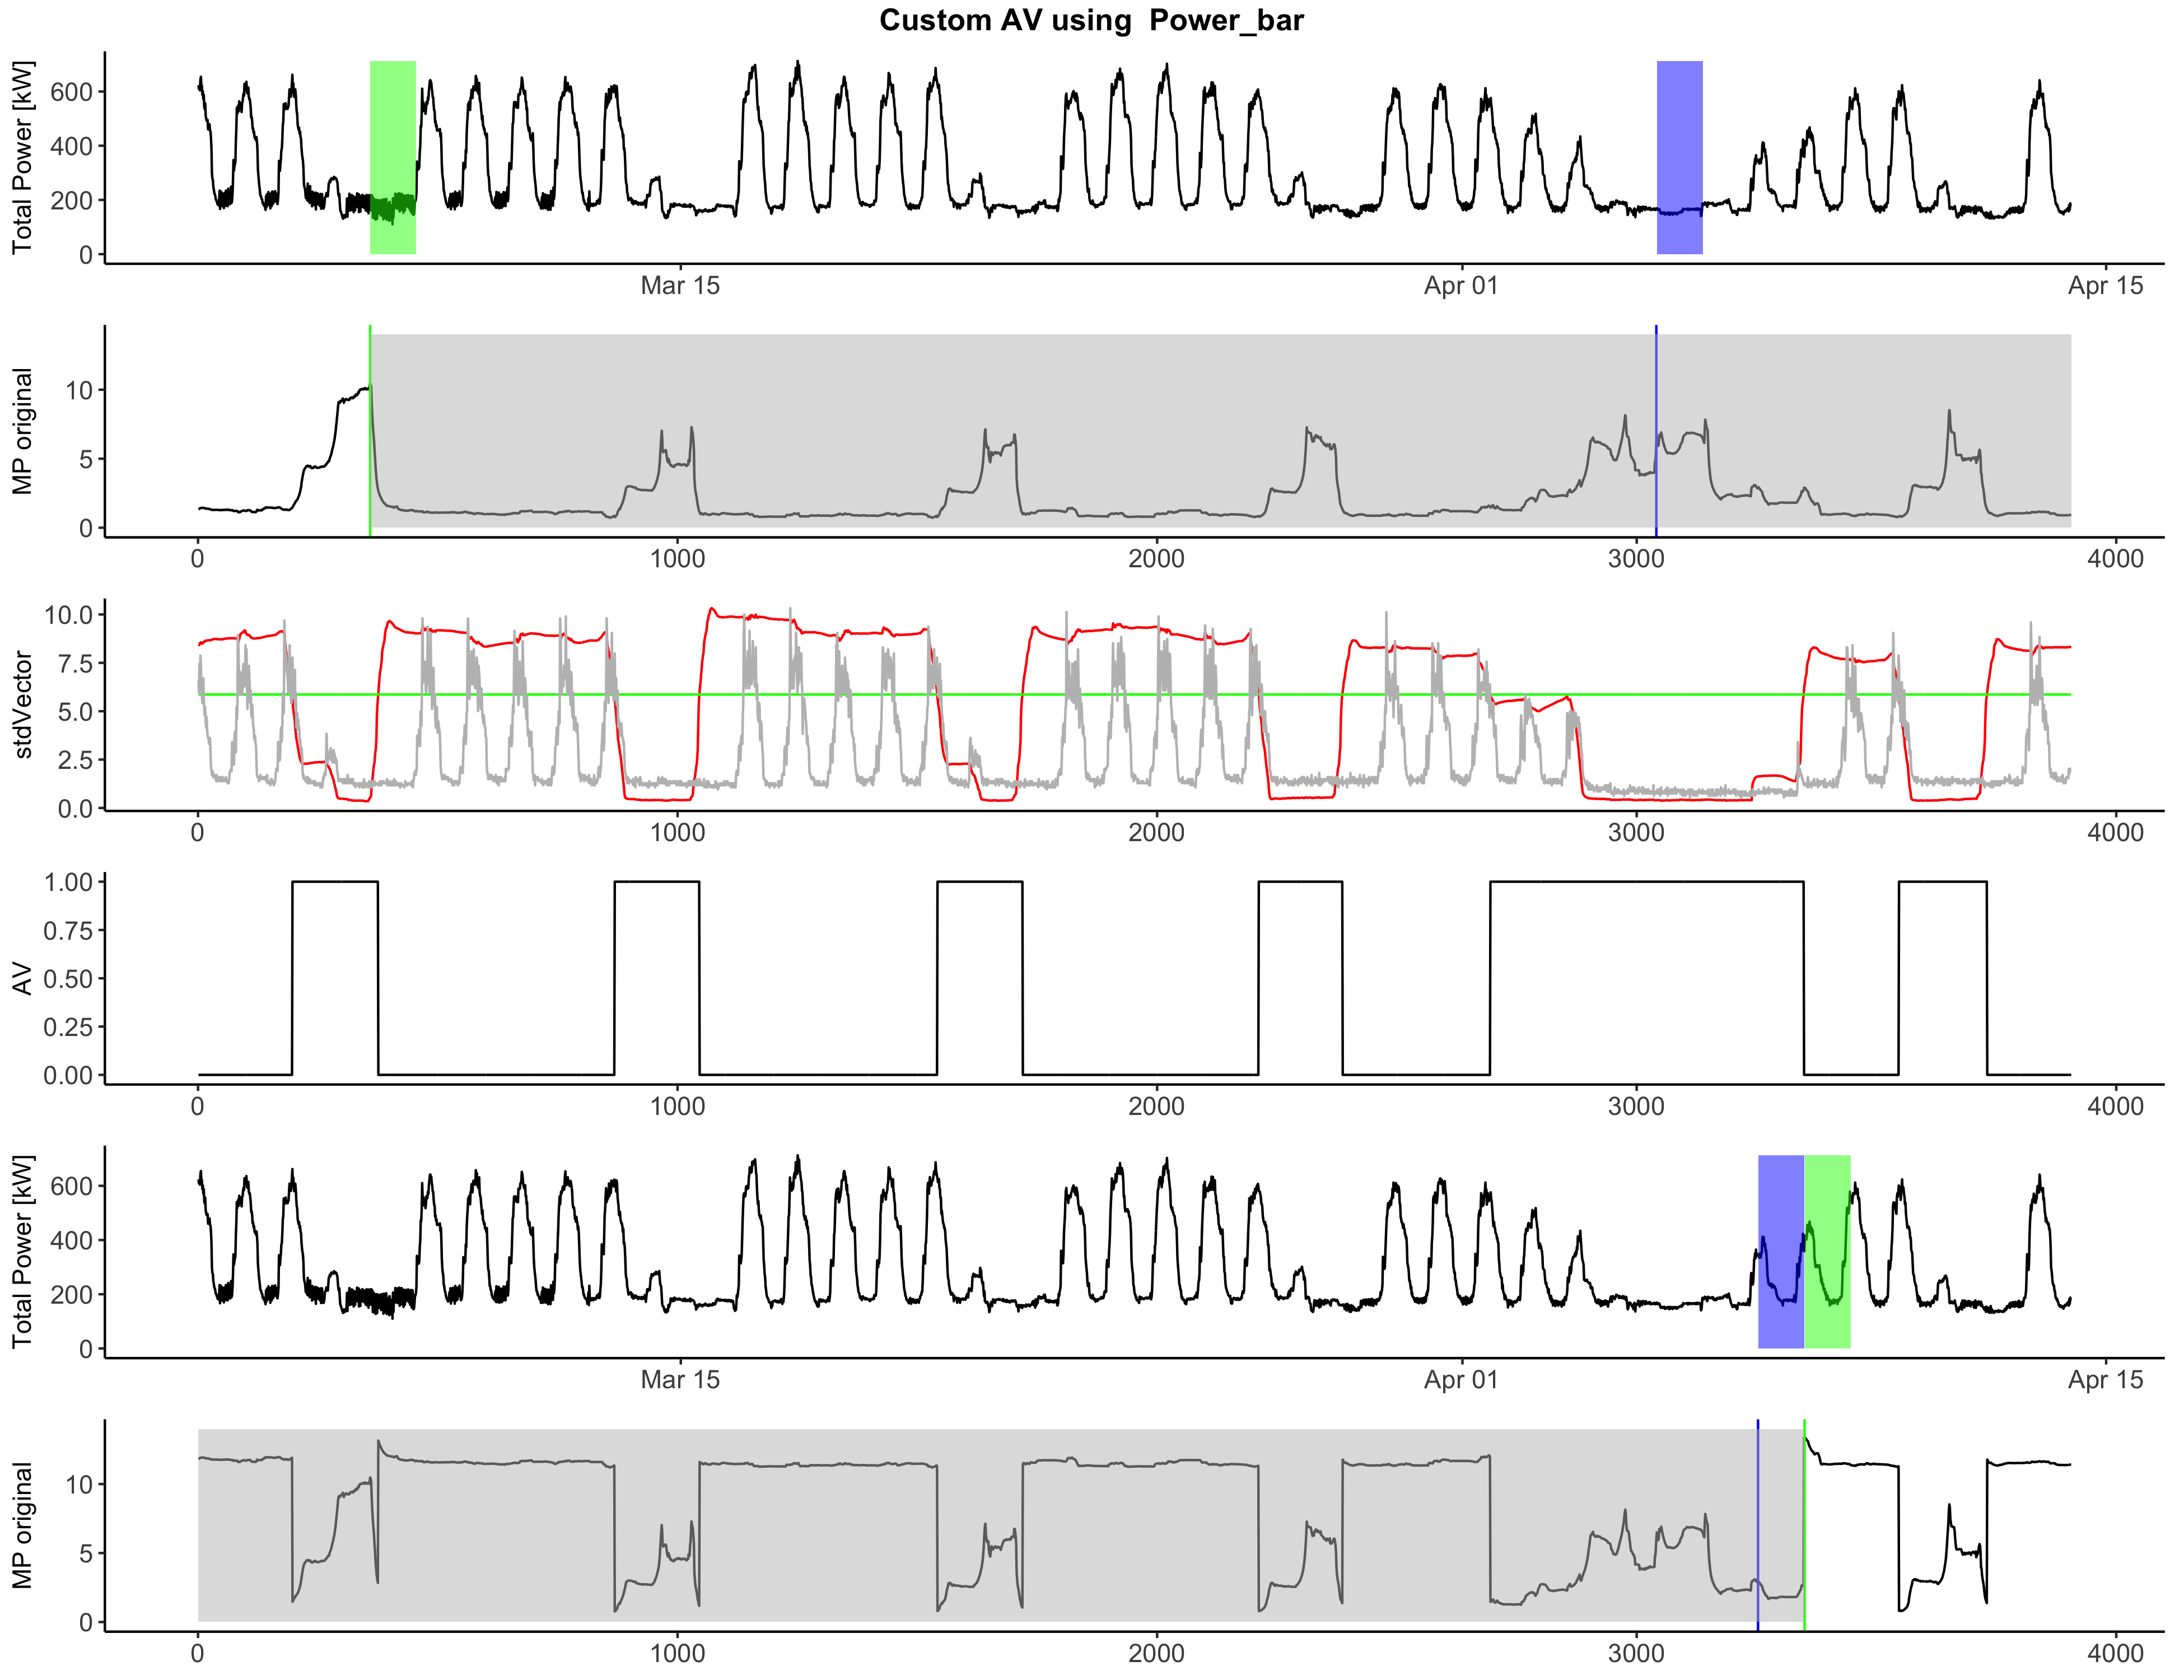 Custom AV using  Power_bar
Total Power [kW]
600
400
200
0
Mar 15 Apr 01 Apr 15
MP original
10
5
0
0 1000 2000 3000 4000
stdVector
10.0
7.5
5.0
2.5
0.0
0 1000 2000 3000 4000
AV
1.00
0.75
0.50
0.25
0.00
0 1000 2000 3000 4000
Total Power [kW]
600
400
200
0
Mar 15 Apr 01 Apr 15
MP original
10
5
0
0 1000 2000 3000 4000